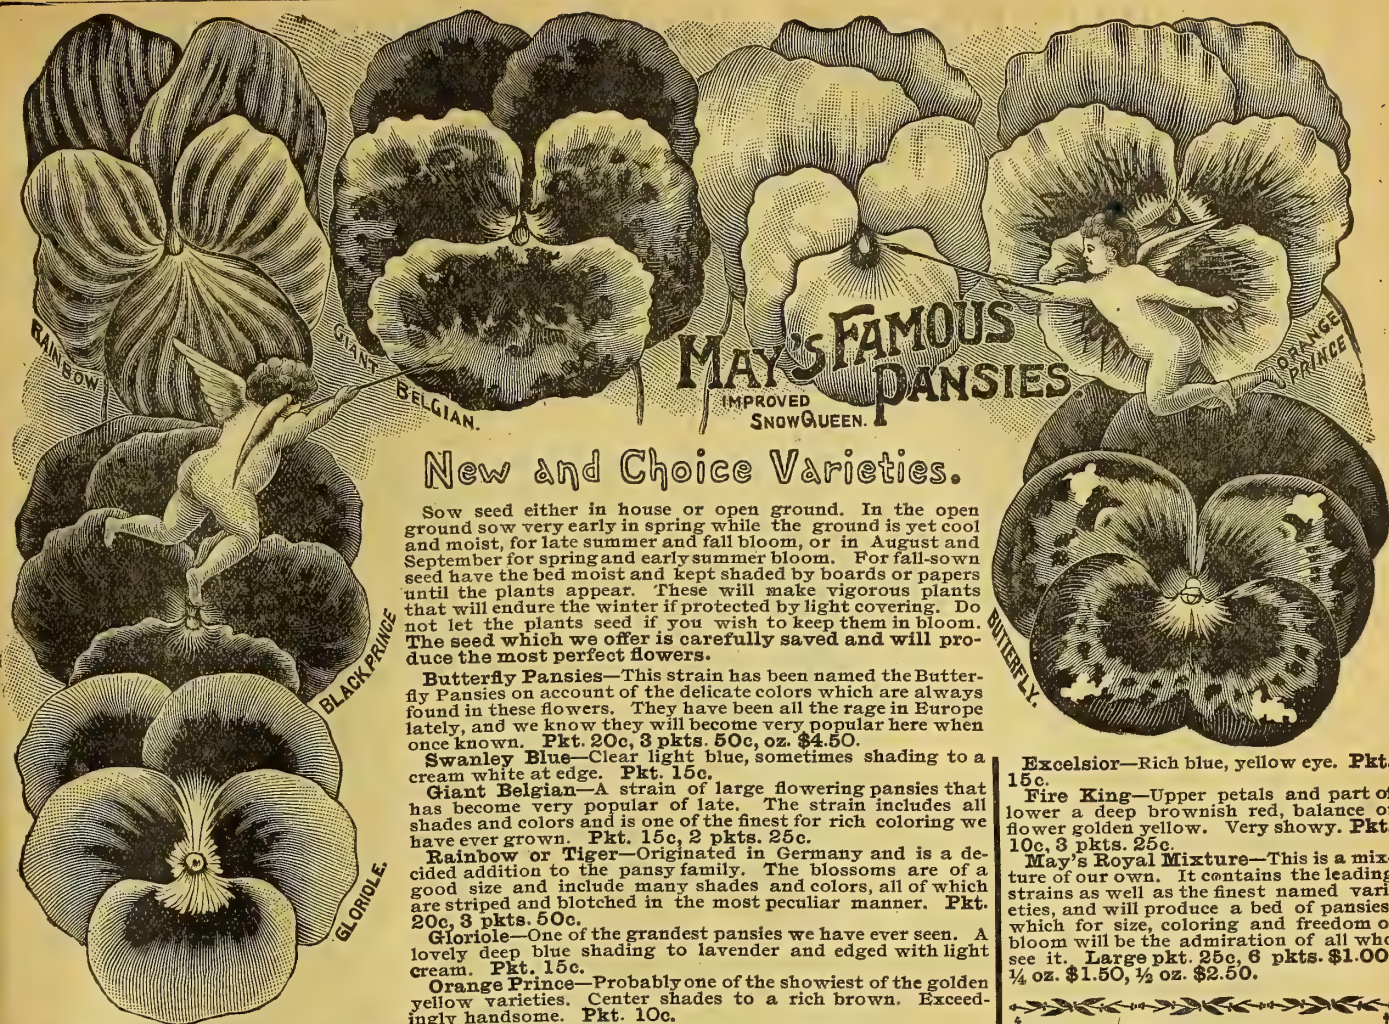 RAINBOW
GIANT BELGIAN.
MAY'S FAMOUS PANSIES.
IMPROVED
SNOW QUEEN.
ORANGE
PRINCE
BLACK PRINCE
BUTTERFLY.
GLORIOLE.
New and Choice Varieties.
Sow seed either in house or open ground. In the open
ground sow very early in spring while the ground is yet cool
and moist, for late summer and fall bloom, or in August and
September for spring and early summer bloom. For fall-sown
seed have the bed moist and kept shaded by boards or papers
until the plants appear. These will make vigorous plants
that will endure the winter if protected by light covering. Do
not let the plants seed if you wish to keep them in bloom.
The seed which we offer is carefully saved and will pro-
duce the most perfect flowers.
Butterfly Pansies—This strain has been named the Butter-
fly Pansies on account of the delicate colors which are always
found in these flowers. They have been all the rage in Europe
lately, and we know they will become very popular here when
once known. Pkt. 20c, 3 pkts. 50c, oz. $4.50.
Swanley Blue—Clear light blue, sometimes shading to a
cream white at edge. Pkt. 15c.
Giant Belgian—A strain of large flowering pansies that
has become very popular of late. The strain includes all
shades and colors and is one of the finest for rich coloring we
have ever grown. Pkt. 15c, 2 pkts. 25c.
Rainbow or Tiger—Originated in Germany and is a de-
cided addition to the pansy family. The blossoms are of a
good size and include many shades and colors, all of which
are striped and blotched in the most peculiar manner. Pkt.
20c, 3 pkts. 50c.
Gloriole—One of the grandest pansies we have ever seen. A
lovely deep blue shading to lavender and edged with light
cream. Pkt. 15c.
Orange Prince—Probably one of the showiest of the golden
yellow varieties. Center shades to a rich brown. Exceed-
ingly handsome. Pkt. 10c.
Excelsior—Rich blue, yellow eye. Pkt.
15c.
Fire King—Upper petals and part of
lower a deep brownish red, balance of
flower golden yellow. Very showy. Pkt
10c, 3 pkts. 25c.
May's Royal Mixture—This is a mix-
ture of our own. It contains the leading
strains as well as the finest named vari
eties, and will produce a bed of pansies
which for size, coloring and freedom o
bloom will be the admiration of all who
see it. Large pkt. 25c, 6 pkts. $1.00
¼ oz. $1.50, ½ oz. $2.50.